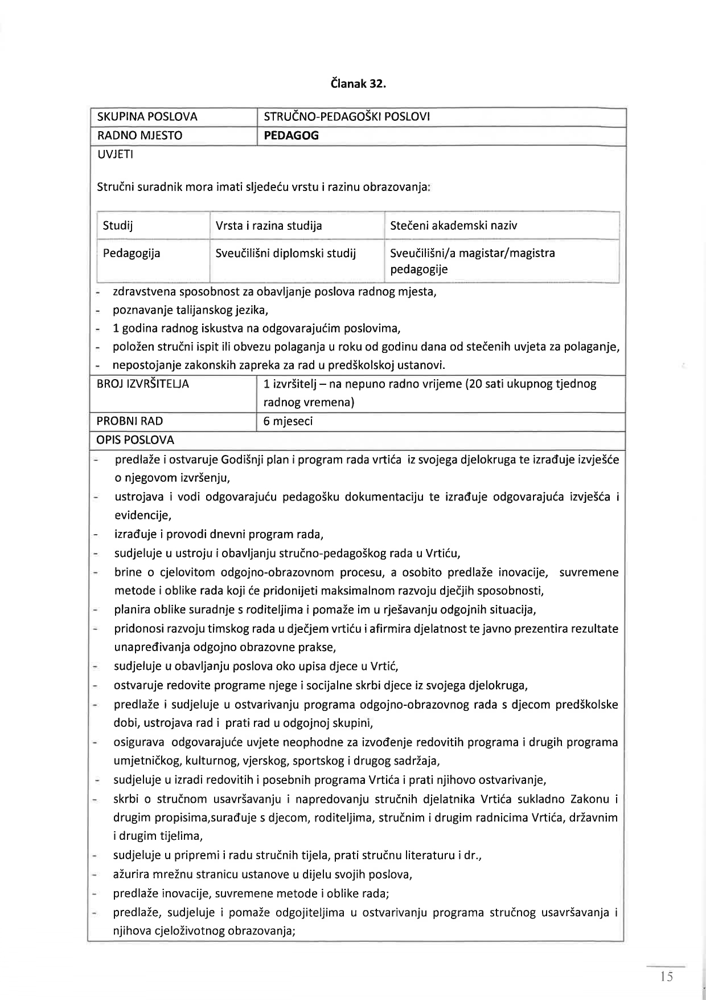 Članak 32.
SKUPINA POSLOVA STRUČNO-PEDAGOŠKI POSLOVI
RADNO MJESTO PEDAGOG
UVJETI
Stručni suradnik mora imati sljedeću vrstu i razinu obrazovanja:
Studij Vrsta i razina studija Stečeni akademski naziv
Pedagogija Sveučilišni diplomski studij Sveučilišni/a magistar/magistra
pedagogije
- zdravstvena sposobnost za obavljanje poslova radnog mjesta,
- poznavanje talijanskog jezika,
- 1 godina radnog iskustva na odgovarajućim poslovima,
- položen stručni ispit ili obvezu polaganja u roku od godinu dana od stečenih uvjeta za polaganje,
- nepostojanje zakonskih zapreka za rad u predškolskoj ustanovi.
BROJ IZVRŠITELJA 1 izvršitelj – na nepuno radno vrijeme (20 sati ukupnog tjednog
radnog vremena)
PROBNI RAD 6 mjeseci
OPIS POSLOVA
- predlaže i ostvaruje Godišnji plan i program rada vrtića iz svojega djelokruga te izrađuje izvješće
o njegovom izvršenju,
- ustrojava i vodi odgovarajuću pedagošku dokumentaciju te izrađuje odgovarajuća izvješća i
evidencije,
- izrađuje i provodi dnevni program rada,
- sudjeluje u ustroju i obavljanju stručno-pedagoškog rada u Vrtiću,
- brine o cjelovitom odgojno-obrazovnom procesu, a osobito predlaže inovacije, suvremene
metode i oblike rada koji će pridonijeti maksimalnom razvoju dječjih sposobnosti,
- planira oblike suradnje s roditeljima i pomaže im u rješavanju odgojnih situacija,
- pridonosi razvoju timskog rada u dječjem vrtiću i afirmira djelatnost te javno prezentira rezultate
unapređivanja odgojno obrazovne prakse,
- sudjeluje u obavljanju poslova oko upisa djece u Vrtić,
- ostvaruje redovite programe njege i socijalne skrbi djece iz svojega djelokruga,
- predlaže i sudjeluje u ostvarivanju programa odgojno-obrazovnog rada s djecom predškolske
dobi, ustrojava rad i prati rad u odgojnoj skupini,
- osigurava odgovarajuće uvjete neophodne za izvođenje redovitih programa i drugih programa
umjetničkog, kulturnog, vjerskog, sportskog i drugog sadržaja,
- sudjeluje u izradi redovitih i posebnih programa Vrtića i prati njihovo ostvarivanje,
- skrbi o stručnom usavršavanju i napredovanju stručnih djelatnika Vrtića sukladno Zakonu i
drugim propisima,surađuje s djecom, roditeljima, stručnim i drugim radnicima Vrtića, državnim
i drugim tijelima,
- sudjeluje u pripremi i radu stručnih tijela, prati stručnu literaturu i dr.,
- ažurira mrežnu stranicu ustanove u dijelu svojih poslova,
- predlaže inovacije, suvremene metode i oblike rada;
- predlaže, sudjeluje i pomaže odgojiteljima u ostvarivanju programa stručnog usavršavanja i
njihova cjeloživotnog obrazovanja;
15